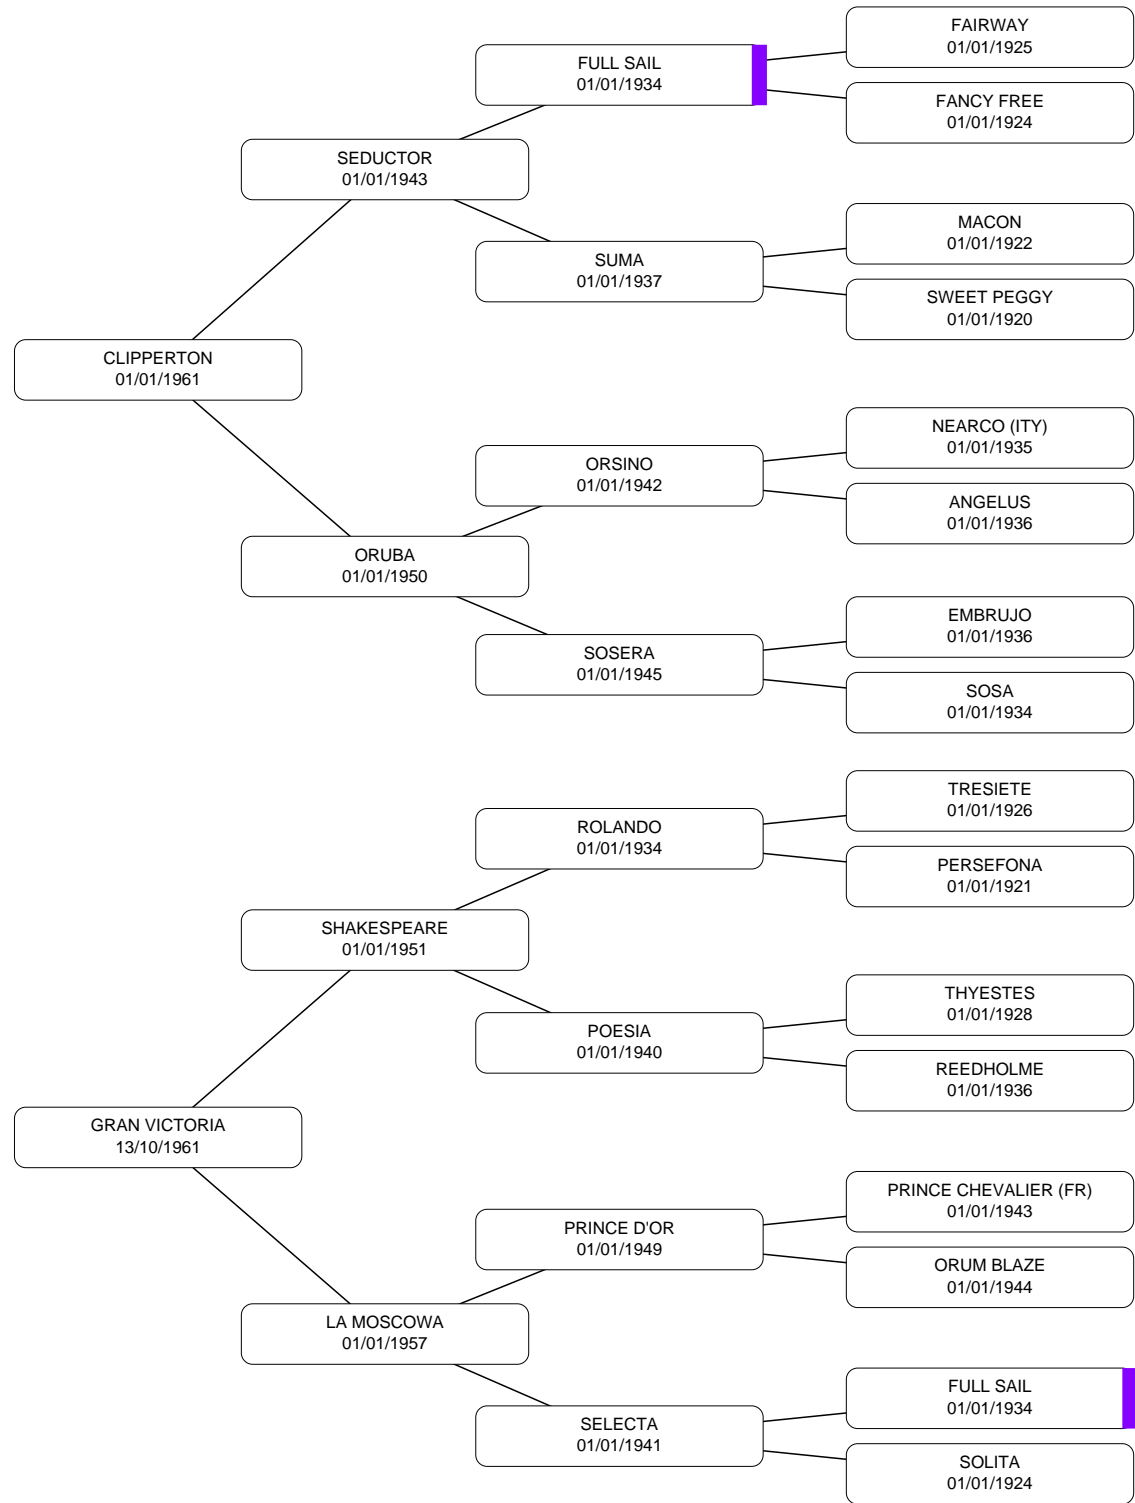 FAIRWAY
01/01/1925
FULL SAIL
01/01/1934
FANCY FREE
01/01/1924
SEDUCTOR
01/01/1943
MACON
01/01/1922
SUMA
01/01/1937
SWEET PEGGY
01/01/1920
CLIPPERTON
01/01/1961
NEARCO (ITY)
01/01/1935
ORSINO
01/01/1942
ANGELUS
01/01/1936
ORUBA
01/01/1950
EMBRUJO
01/01/1936
SOSERA
01/01/1945
SOSA
01/01/1934
TRESIETE
01/01/1926
ROLANDO
01/01/1934
PERSEFONA
01/01/1921
SHAKESPEARE
01/01/1951
THYESTES
01/01/1928
POESIA
01/01/1940
REEDHOLME
01/01/1936
GRAN VICTORIA
13/10/1961
PRINCE CHEVALIER (FR)
01/01/1943
PRINCE D'OR
01/01/1949
ORUM BLAZE
01/01/1944
LA MOSCOWA
01/01/1957
FULL SAIL
01/01/1934
SELECTA
01/01/1941
SOLITA
01/01/1924